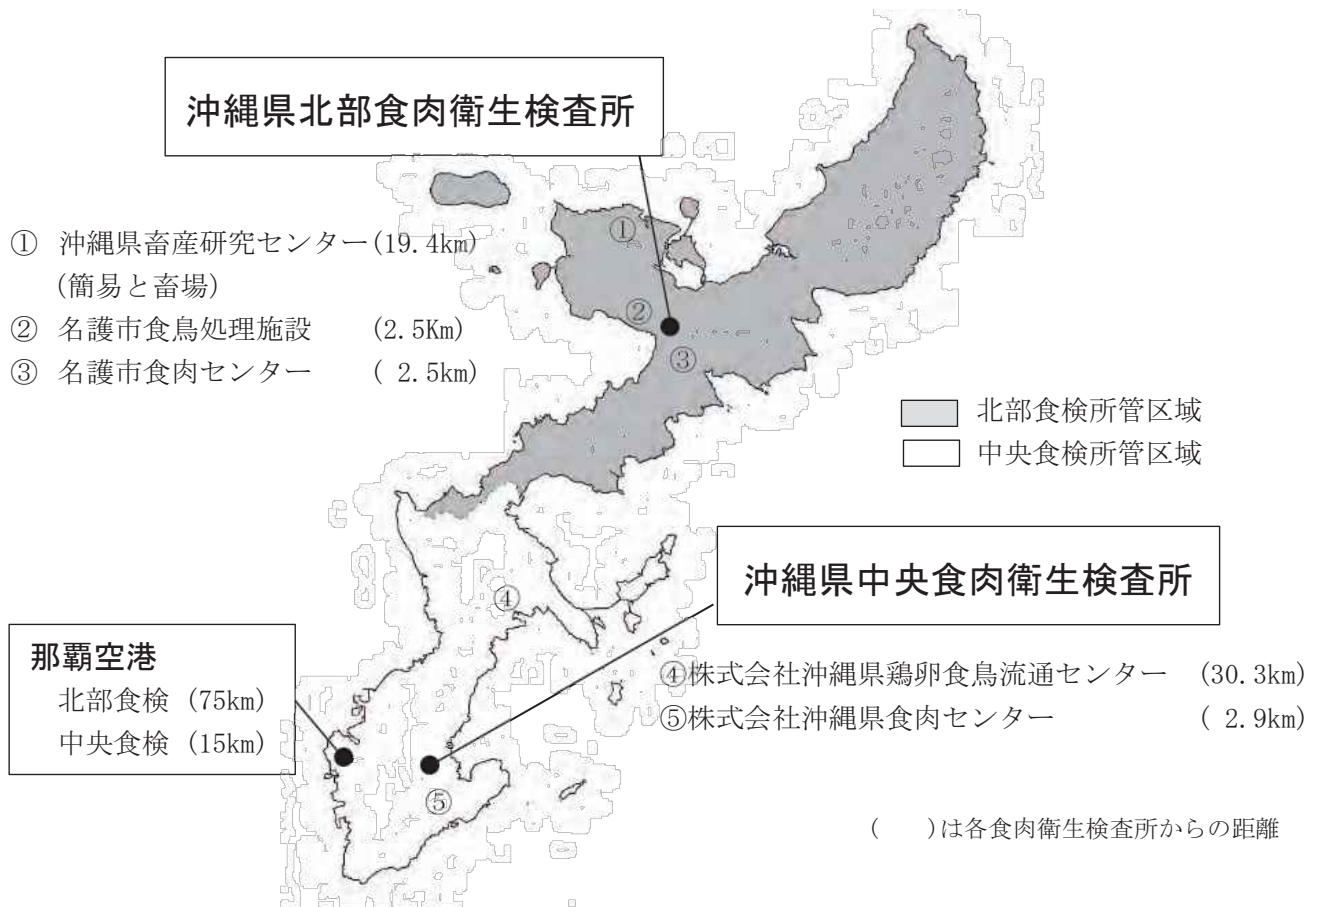 沖縄県北部食肉衛生検査所
① 沖縄県畜産研究センター(19.4km)
(簡易と畜場)
② 名護市食鳥処理施設 (2.5Km)
③ 名護市食肉センター ( 2.5km)
①
②
③
北部食検所管区域
中央食検所管区域
沖縄県中央食肉衛生検査所
④
那覇空港
北部食検 (75km)
中央食検 (15km)
④株式会社沖縄県鶏卵食鳥流通センター (30.3km)
⑤株式会社沖縄県食肉センター ( 2.9km)
⑤
( )は各食肉衛生検査所からの距離